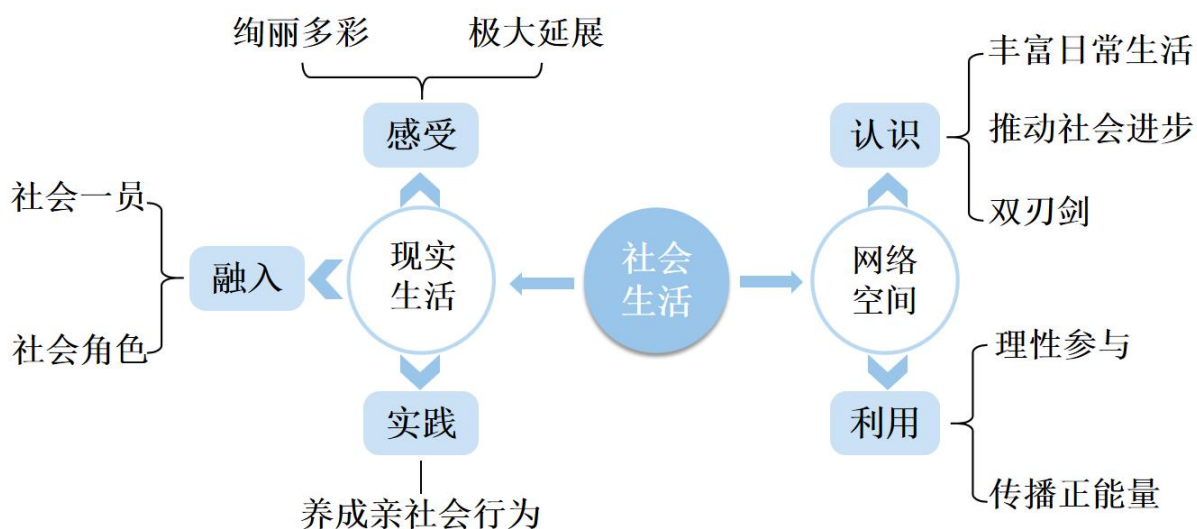 绚丽多彩
极大延展
感受
社会一员
融入
社会角色
现实
生活
实践
养成亲社会行为
社会
生活
网络
空间
认识
丰富日常生活
推动社会进步
双刃剑
利用
理性参与
传播正能量